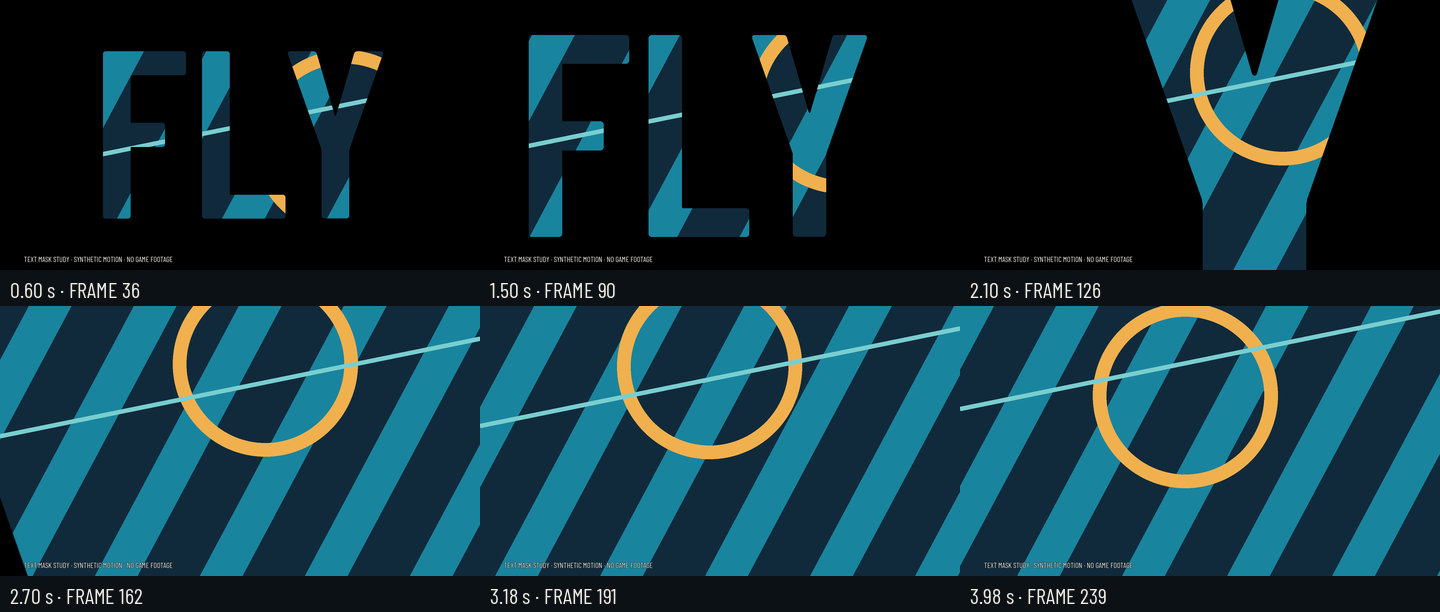 FLY
TEXT MASK STUDY · SYNTHETIC MOTION · NO GAME FOOTAGE
0.60 s · FRAME 36
FLY
TEXT MASK STUDY · SYNTHETIC MOTION · NO GAME FOOTAGE
1.50 s · FRAME 90
Y
TEXT MASK STUDY · SYNTHETIC MOTION · NO GAME FOOTAGE
2.10 s · FRAME 126
TEXT MASK STUDY · SYNTHETIC MOTION · NO GAME FOOTAGE
2.70 s · FRAME 162
TEXT MASK STUDY · SYNTHETIC MOTION · NO GAME FOOTAGE
3.18 s · FRAME 191
TEXT MASK STUDY · SYNTHETIC MOTION · NO GAME FOOTAGE
3.98 s · FRAME 239